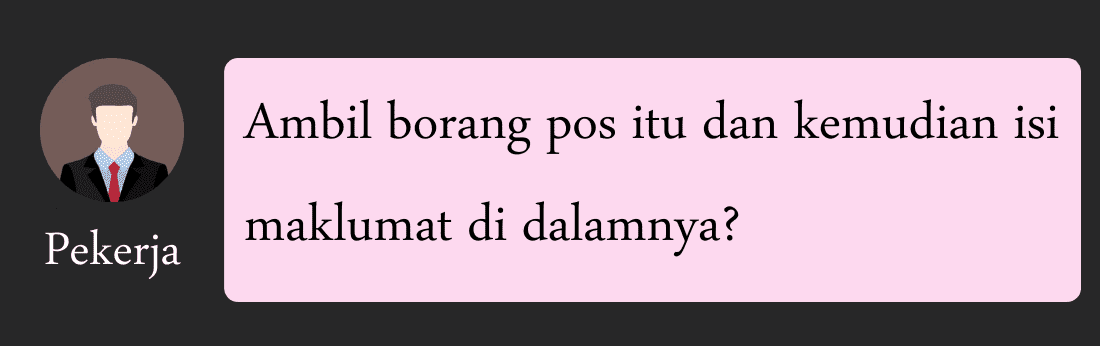 Ambil borang pos itu dan kemudian isi
maklumat di dalamnya?
Pekerja